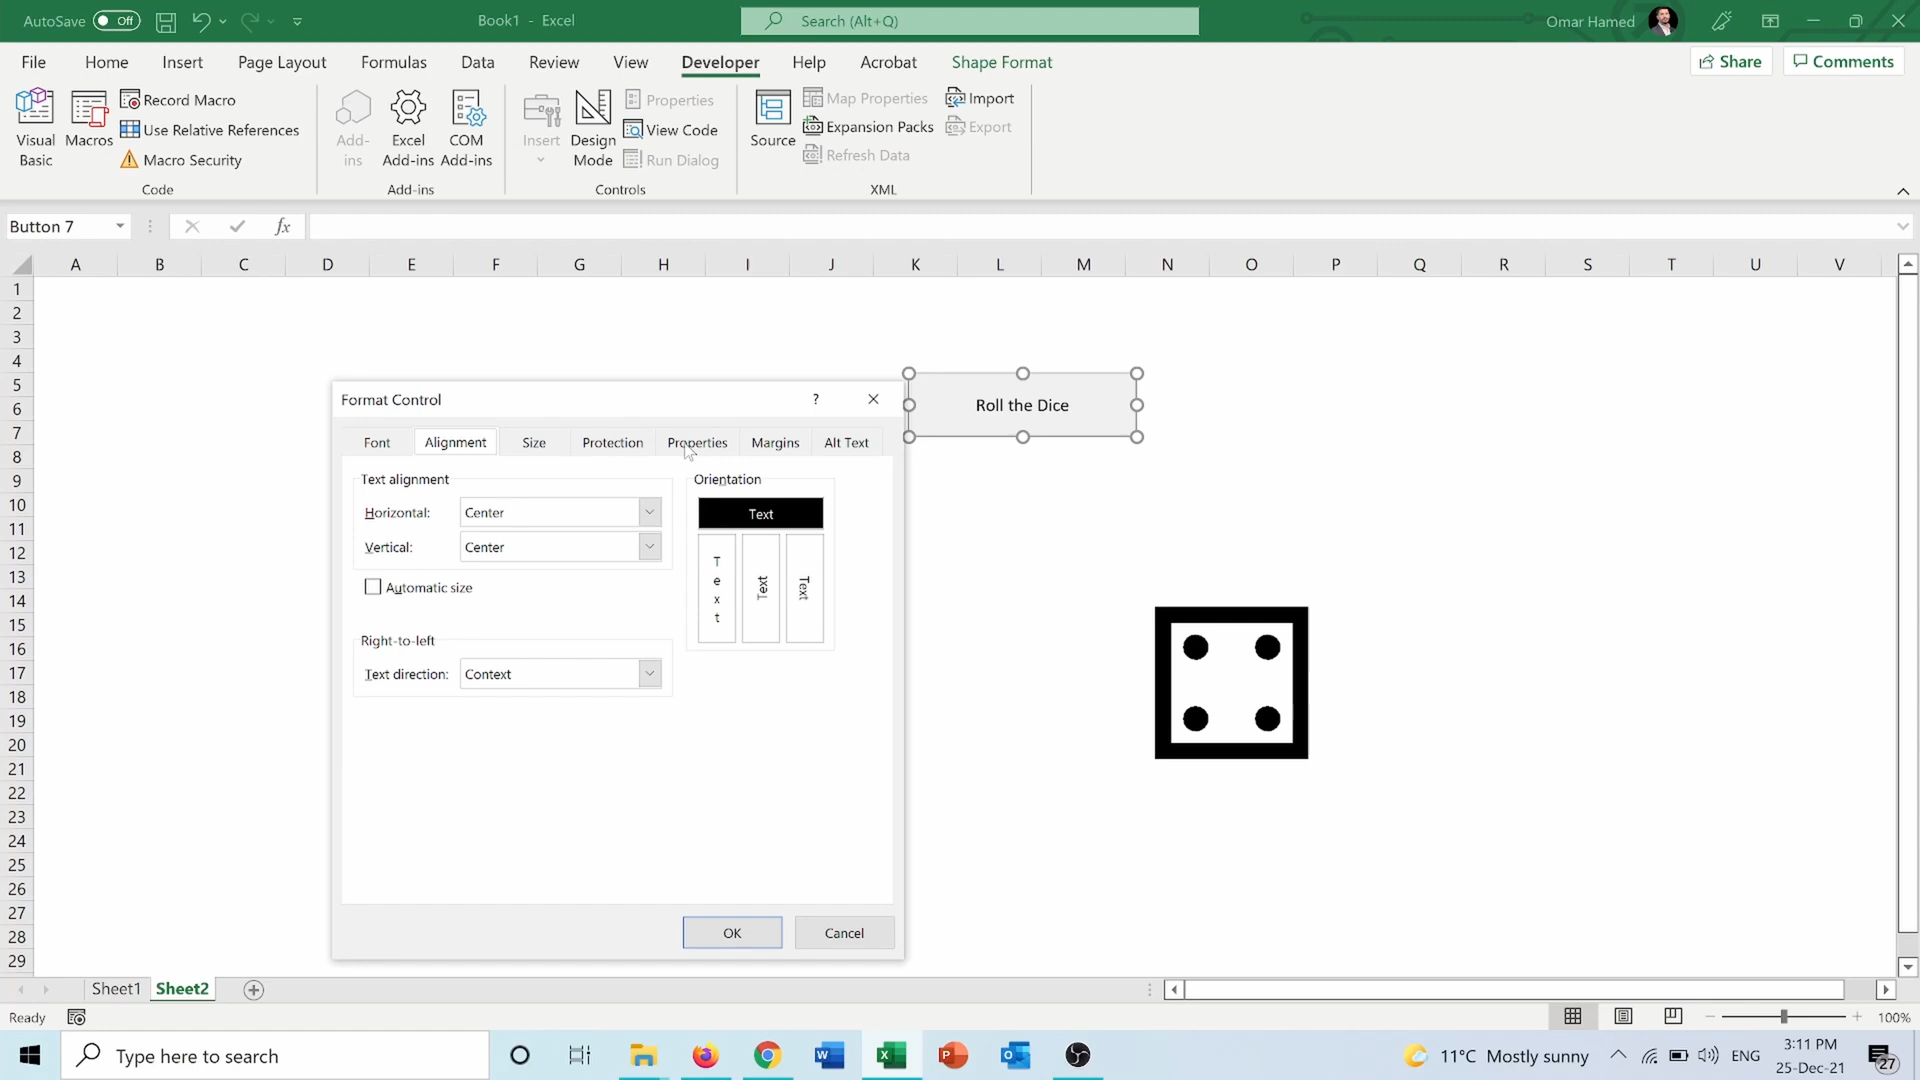 AutoSave Off
Book1 - Excel
Search (Alt+Q)
Omar Hamed
File Home Insert Page Layout Formulas Data Review View Developer Help Acrobat Shape Format
Share Comments
Visual Basic
Macros
Record Macro
Use Relative References
Macro Security
Code
Add-ins
Excel Add-ins
COM Add-ins
Add-ins
Insert
Design Mode
Properties
View Code
Run Dialog
Controls
Source
Map Properties
Expansion Packs
Refresh Data
Import
Export
XML
Button 7
fx
A B C D E F G H I J K L M N O P Q R S T U V
1
2
3
4
5
6
7
8
9
10
11
12
13
14
15
16
17
18
19
20
21
22
23
24
25
26
27
28
29
Roll the Dice
Format Control
?
Font Alignment Size Protection Properties Margins Alt Text
Text alignment
Horizontal: Center
Vertical: Center
Automatic size
Right-to-left
Text direction: Context
Orientation
Text
Text
Text
Text
OK Cancel
Sheet1 Sheet2
Ready
100%
Type here to search
11°C Mostly sunny
ENG
3:11 PM
25-Dec-21
27